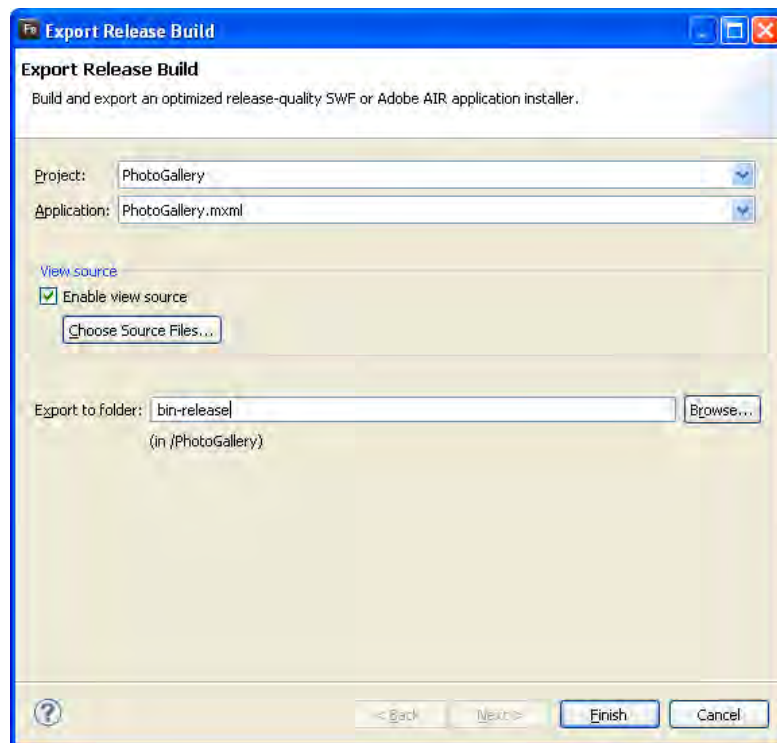 Fb Export Release Build
Export Release Build
Build and export an optimized release-quality SWF or Adobe AIR application installer.
Project: PhotoGallery
Application: PhotoGallery.mxml
View source
Enable view source
Choose Source Files...
Export to folder: bin-release Browse...
(in /PhotoGallery)
? < Back Next > Finish Cancel